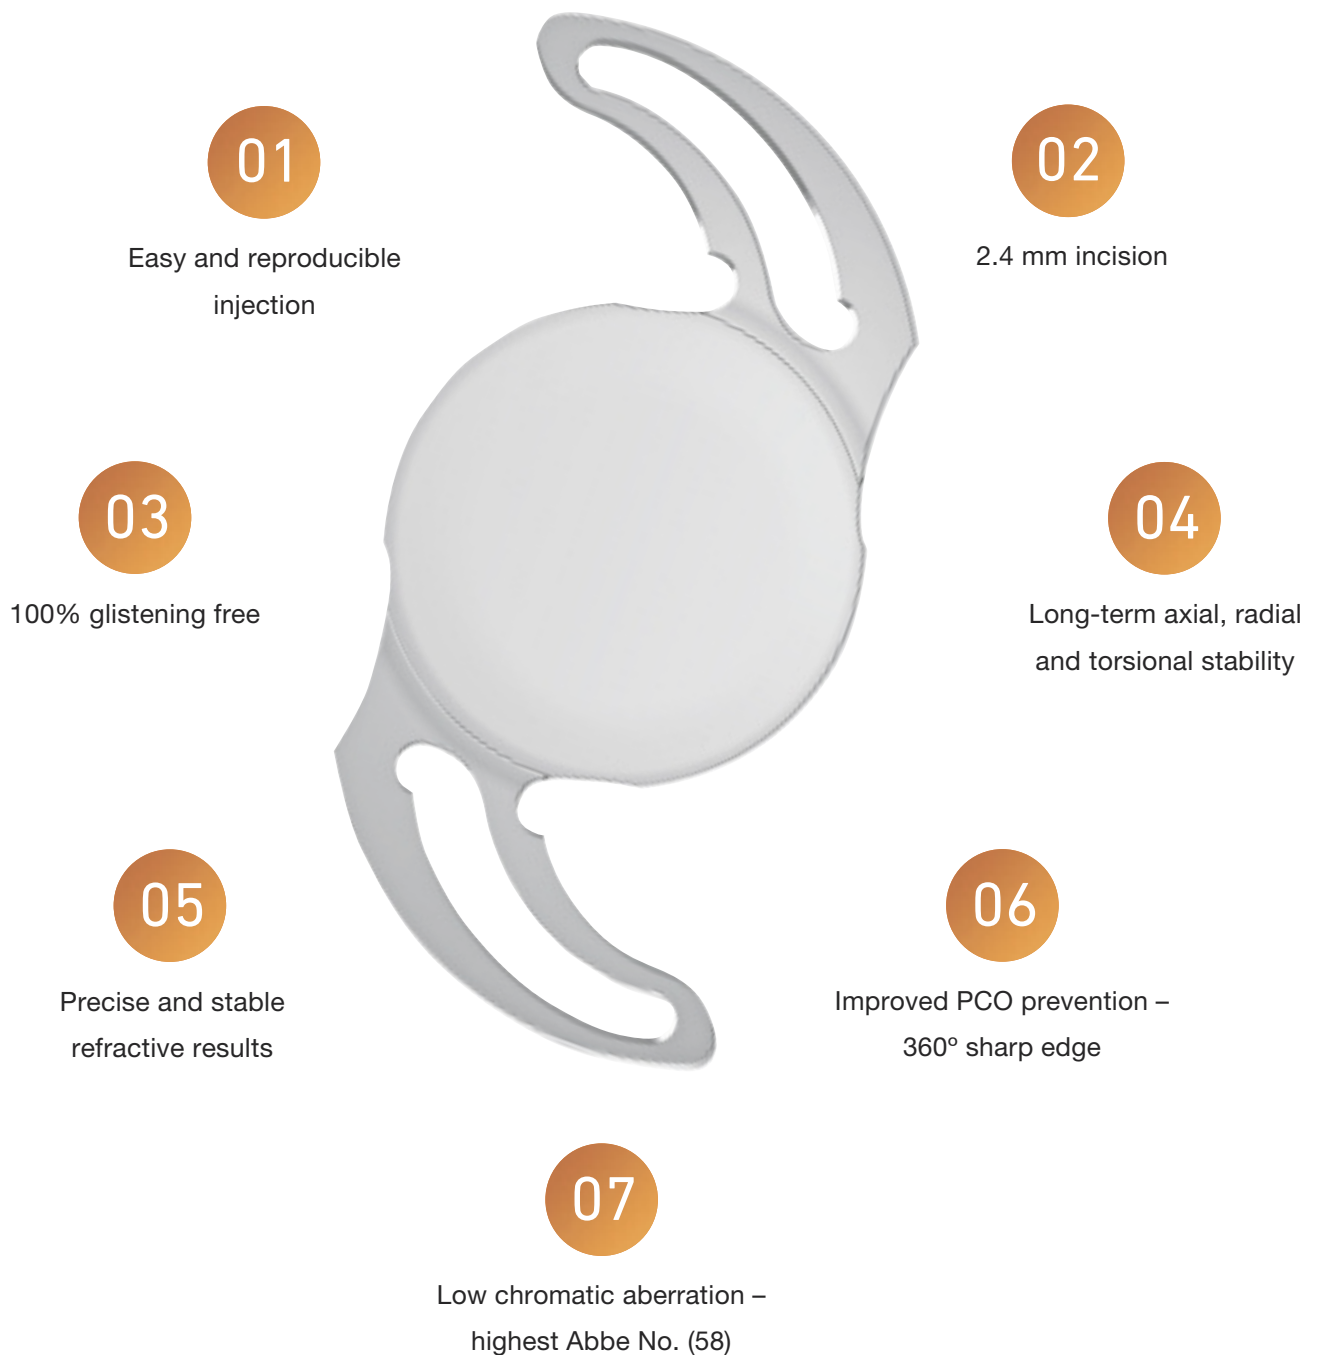 01
Easy and reproducible
injection
02
2.4 mm incision
03
100% glistening free
04
Long-term axial, radial
and torsional stability
05
Precise and stable
refractive results
06
Improved PCO prevention –
360º sharp edge
07
Low chromatic aberration –
highest Abbe No. (58)